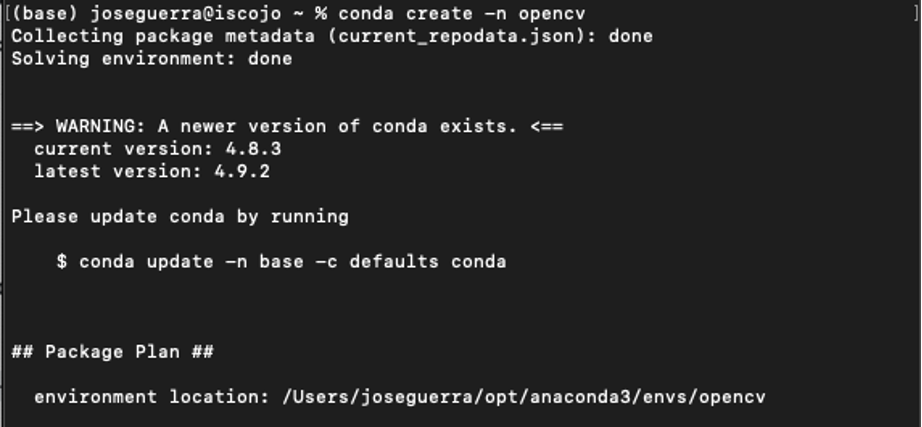 [(base) joseguerra@iscojo ~ % conda create -n opencv ]
Collecting package metadata (current_repodata.json): done
Solving environment: done
==> WARNING: A newer version of conda exists. <==
current version: 4.8.3
latest version: 4.9.2
Please update conda by running
$ conda update -n base -c defaults conda
## Package Plan ##
environment location: /Users/joseguerra/opt/anaconda3/envs/opencv